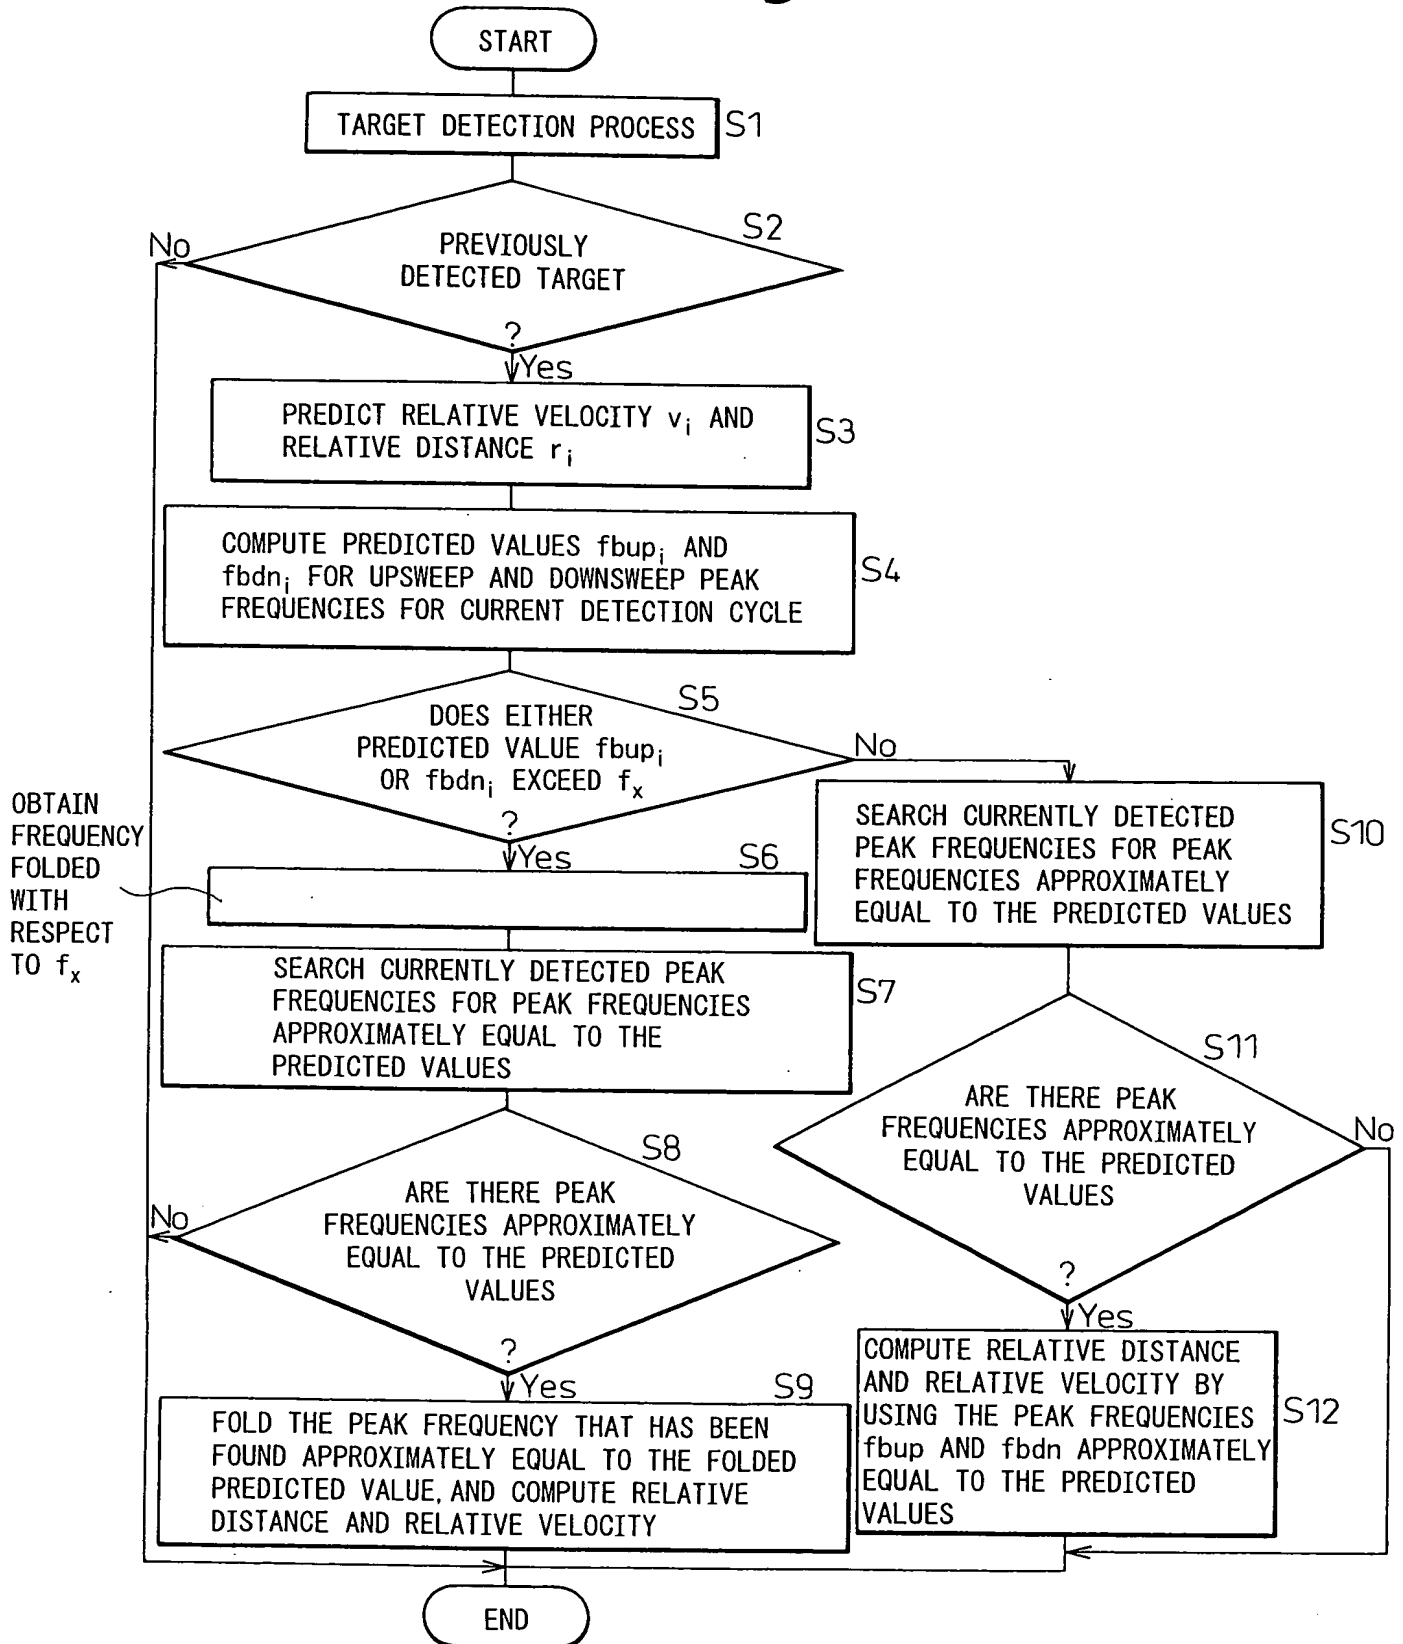 START
TARGET DETECTION PROCESS
S1
S2
No
PREVIOUSLY
DETECTED TARGET
?
Yes
PREDICT RELATIVE VELOCITY vi AND
RELATIVE DISTANCE ri
S3
COMPUTE PREDICTED VALUES fbupi AND
fbdni FOR UPSWEEP AND DOWNSWEEP PEAK
FREQUENCIES FOR CURRENT DETECTION CYCLE
S4
S5
DOES EITHER
PREDICTED VALUE fbupi
OR fbdni EXCEED fx
?
No
Yes
S6
OBTAIN
FREQUENCY
FOLDED
WITH
RESPECT
TO fx
SEARCH CURRENTLY DETECTED PEAK
FREQUENCIES FOR PEAK FREQUENCIES
APPROXIMATELY EQUAL TO THE
PREDICTED VALUES
S7
S8
No
ARE THERE PEAK
FREQUENCIES APPROXIMATELY
EQUAL TO THE PREDICTED
VALUES
?
Yes
S9
FOLD THE PEAK FREQUENCY THAT HAS BEEN
FOUND APPROXIMATELY EQUAL TO THE FOLDED
PREDICTED VALUE, AND COMPUTE RELATIVE
DISTANCE AND RELATIVE VELOCITY
SEARCH CURRENTLY DETECTED
PEAK FREQUENCIES FOR PEAK
FREQUENCIES APPROXIMATELY
EQUAL TO THE PREDICTED VALUES
S10
S11
ARE THERE PEAK
FREQUENCIES APPROXIMATELY
EQUAL TO THE PREDICTED
VALUES
?
No
Yes
COMPUTE RELATIVE DISTANCE
AND RELATIVE VELOCITY BY
USING THE PEAK FREQUENCIES
fbup AND fbdn APPROXIMATELY
EQUAL TO THE PREDICTED
VALUES
S12
END